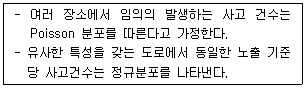 - 여러 장소에서 임의의 발생하는 사고 건수는
Poisson 분포를 따른다고 가정한다.
- 유사한 특성을 갖는 도로에서 동일한 노출 기준
당 사고건수는 정규분포를 나타낸다.